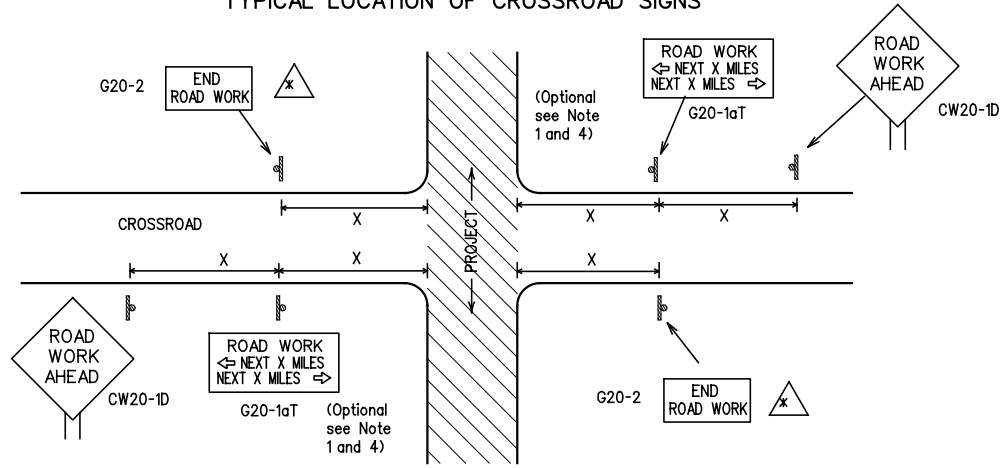 TYPICAL LOCATION OF CROSSROAD SIGNS
G20-2
END
ROAD WORK
*
(Optional
see Note
1 and 4)
ROAD WORK
⇦ NEXT X MILES
NEXT X MILES ⇨
G20-1aT
ROAD
WORK
AHEAD
CW20-1D
CROSSROAD
X
X
X
PROJECT
X
X
X
ROAD
WORK
AHEAD
CW20-1D
ROAD WORK
⇦ NEXT X MILES
NEXT X MILES ⇨
G20-1aT
(Optional
see Note
1 and 4)
G20-2
END
ROAD WORK
*